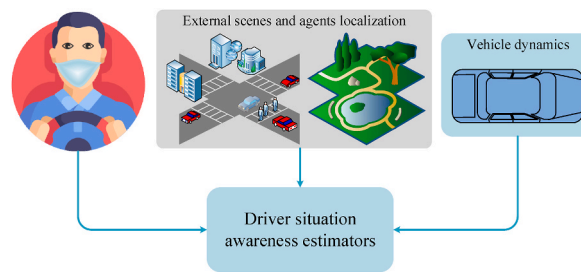 External scenes and agents localization
Vehicle dynamics
Driver situation
awareness estimators